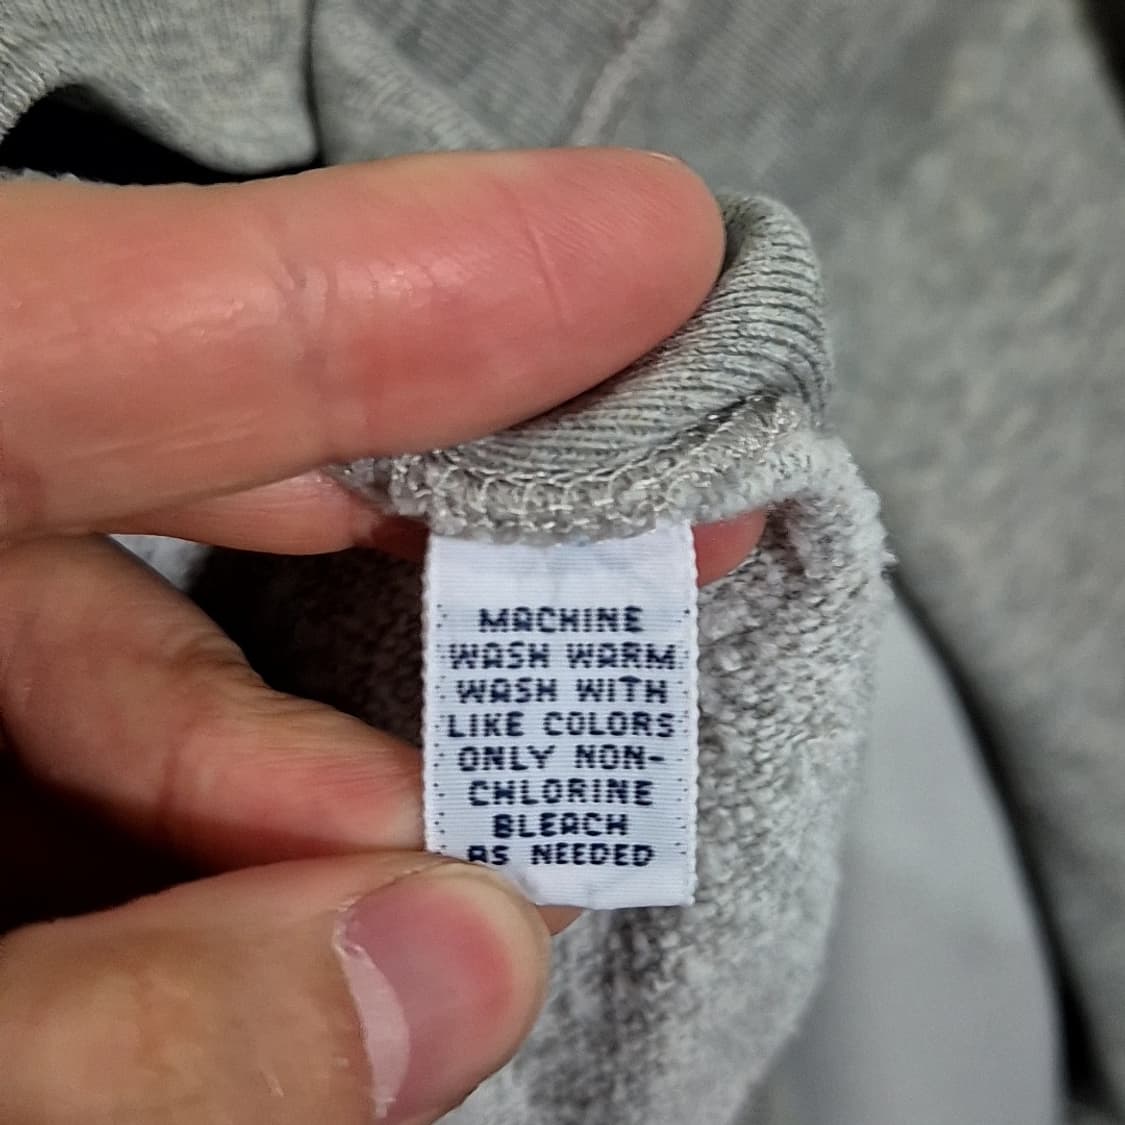 MACHINE
WASH WARM
WASH WITH
LIKE COLORS
ONLY NON-
CHLORINE
BLEACH
AS NEEDED